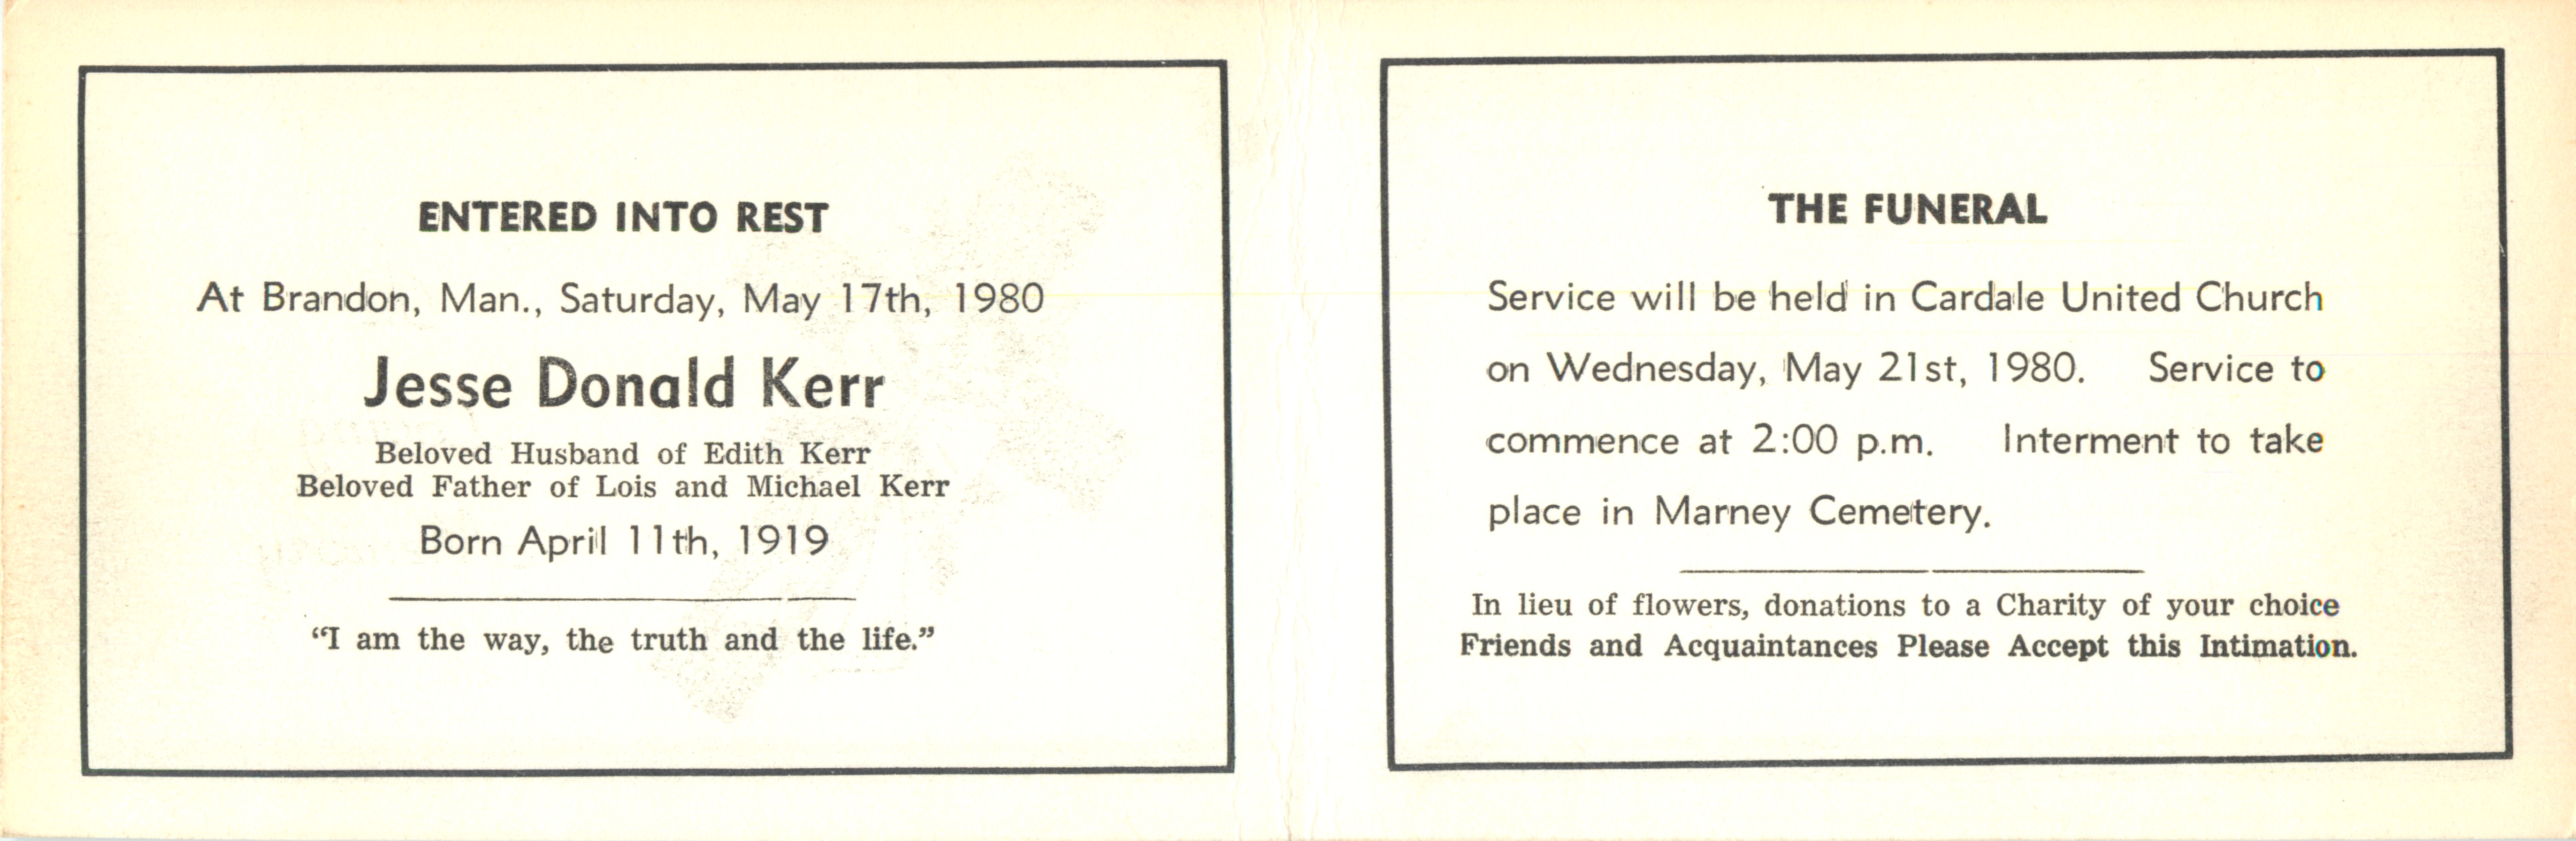 ENTERED INTO REST
At Brandon, Man., Saturday, May 17th, 1980
Jesse Donald Kerr
Beloved Husband of Edith Kerr
Beloved Father of Lois and Michael Kerr
Born April 11th, 1919
"I am the way, the truth and the life."
THE FUNERAL
Service will be held in Cardale United Church
on Wednesday, May 21st, 1980. Service to
commence at 2:00 p.m. Interment to take
place in Marney Cemetery.
In lieu of flowers, donations to a Charity of your choice
Friends and Acquaintances Please Accept this Intimation.